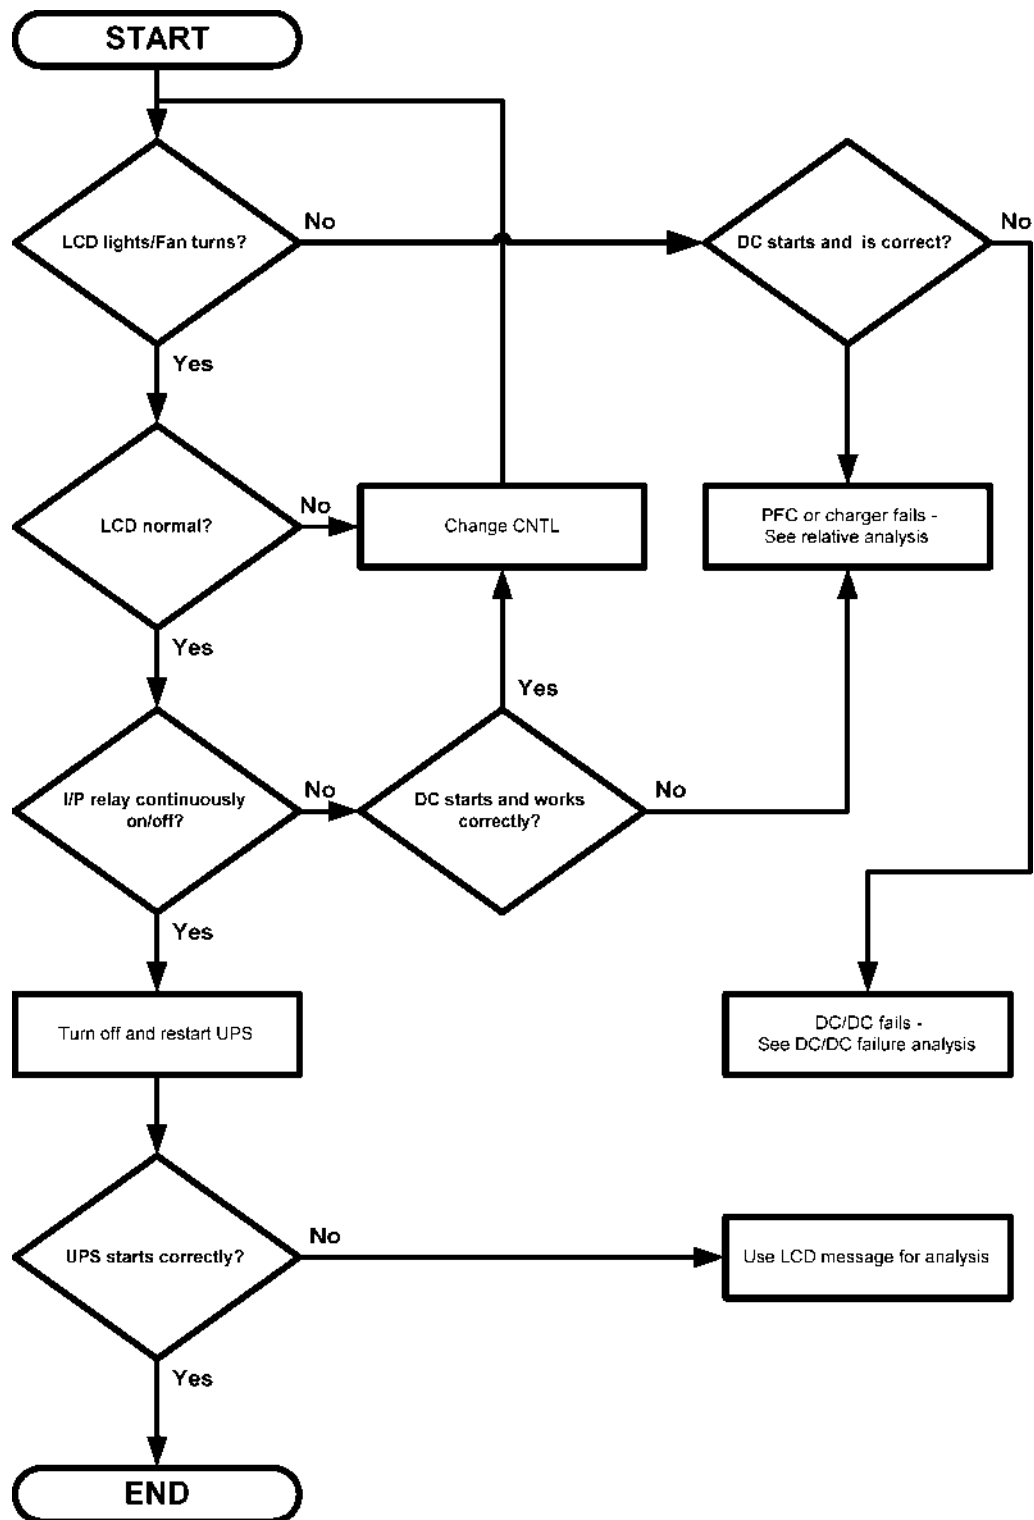 START
LCD lights/Fan turns?
No
DC starts and is correct?
No
Yes
LCD normal?
No
Change CNTL
PFC or charger fails -
See relative analysis
Yes
Yes
I/P relay continuously
on/off?
No
DC starts and works
correctly?
No
Yes
Turn off and restart UPS
DC/DC fails -
See DC/DC failure analysis
UPS starts correctly?
No
Use LCD message for analysis
Yes
END